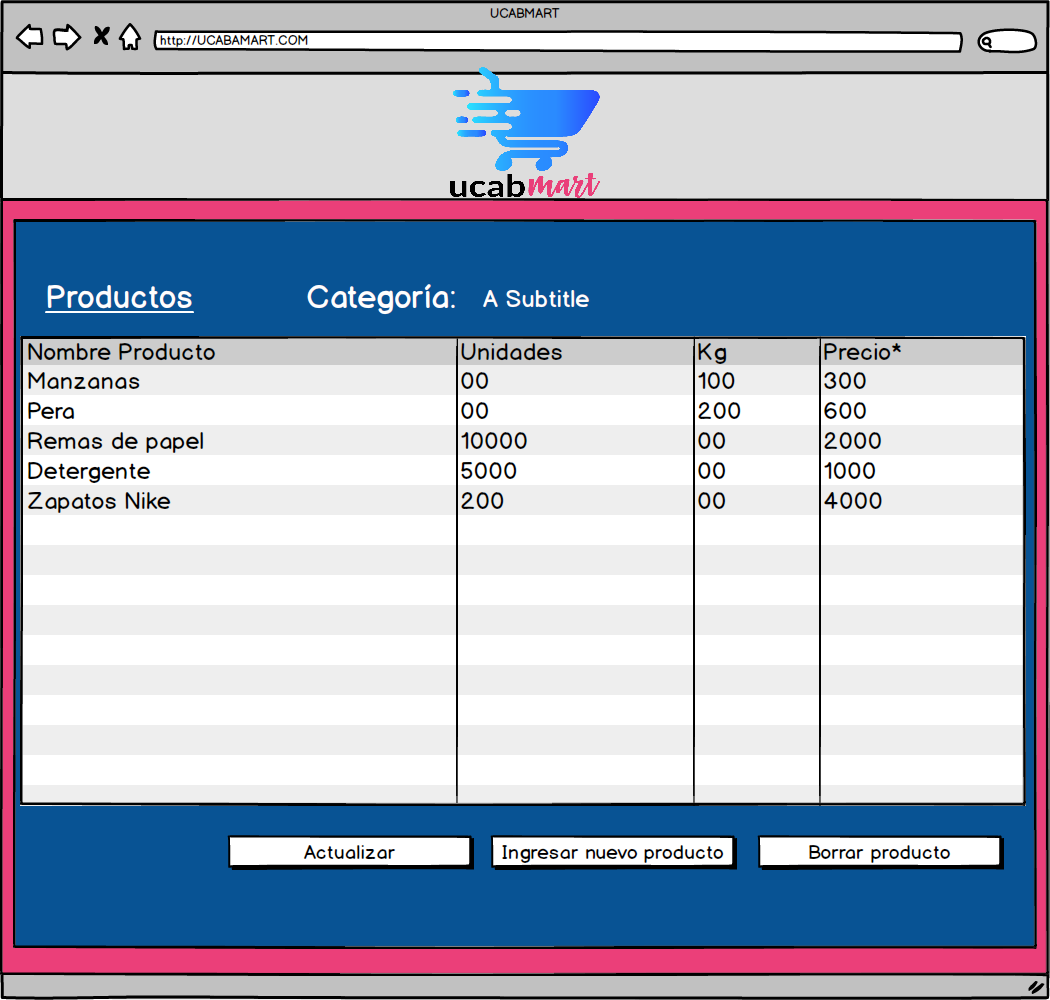 UCABMART
http://UCABAMART.COM
ucabmart
Productos Categoría: A Subtitle
Nombre Producto Unidades Kg Precio*
Manzanas 00 100 300
Pera 00 200 600
Remas de papel 10000 00 2000
Detergente 5000 00 1000
Zapatos Nike 200 00 4000
Actualizar Ingresar nuevo producto Borrar producto